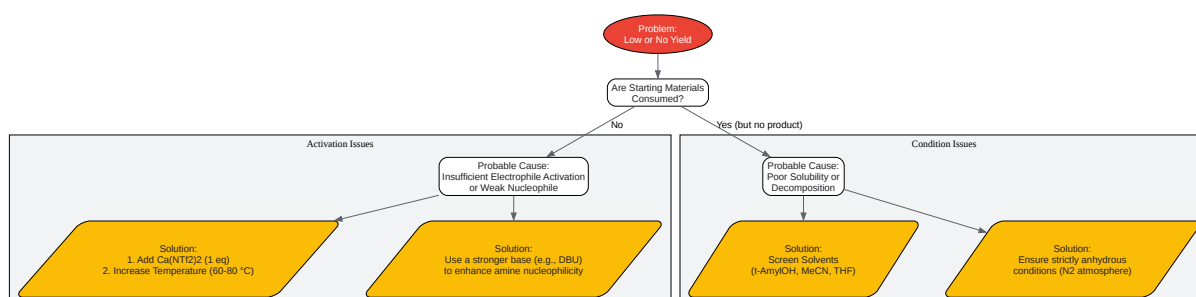 Problem:
Low or No Yield
Are Starting Materials
Consumed?
No
Yes (but no product)
Activation Issues
Condition Issues
Probable Cause:
Insufficient Electrophile Activation
or Weak Nucleophile
Probable Cause:
Poor Solubility or
Decomposition
Solution:
1. Add Ca(NTf2)2 (1 eq)
2. Increase Temperature (60-80 °C)
Solution:
Use a stronger base (e.g., DBU)
to enhance amine nucleophilicity
Solution:
Screen Solvents
(t-AmylOH, MeCN, THF)
Solution:
Ensure strictly anhydrous
conditions (N2 atmosphere)